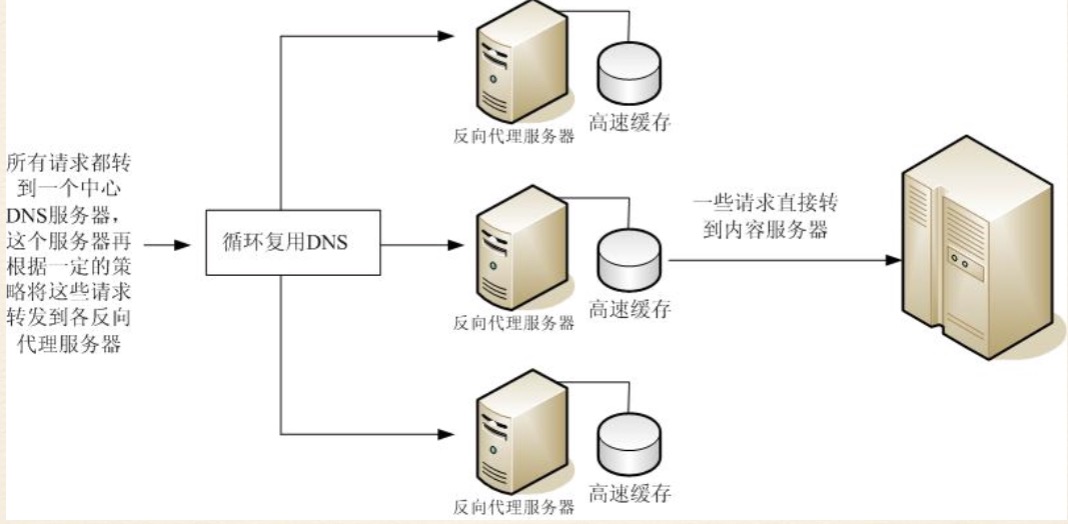 所有请求都转
到一个中心
DNS服务器，
这个服务器再
根据一定的策
略将这些请求
转发到各反向
代理服务器
循环复用DNS
反向代理服务器
高速缓存
反向代理服务器
高速缓存
反向代理服务器
高速缓存
一些请求直接转
到内容服务器